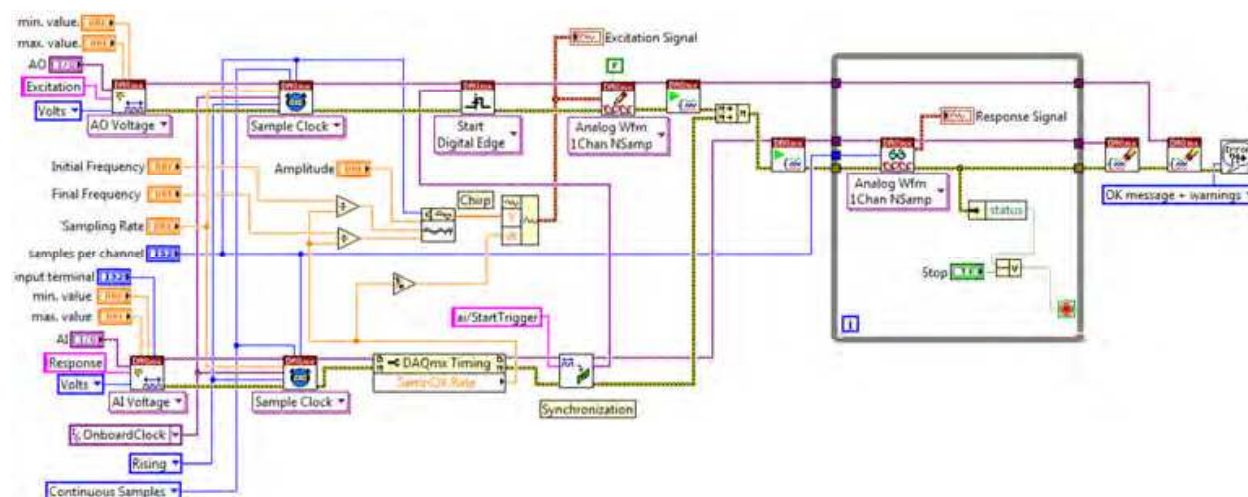 min. value.
max. value.
AO
Excitation
Volts
AO Voltage
Sample Clock
Start
Digital Edge
Excitation Signal
F
Analog Wfm
1Chan NSamp
Response Signal
Analog Wfm
1Chan NSamp
OK message + warnings
status
Stop
i
Initial Frequency
Final Frequency
Sampling Rate
samples per channel
Amplitude
Chirp
input terminal
min. value
max. value
AI
Response
Volts
AI Voltage
Sample Clock
DAQmx Timing
SampClk.Rate
ai/StartTrigger
Synchronization
OnboardClock
Rising
Continuous Samples